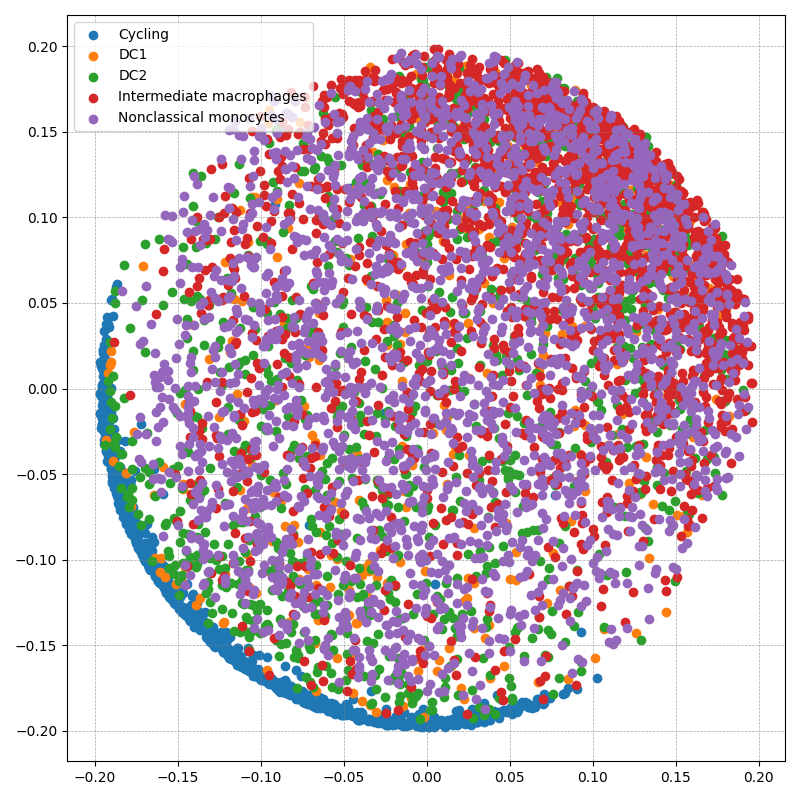 Cycling
DC1
DC2
Intermediate macrophages
Nonclassical monocytes
0.20
0.15
0.10
0.05
0.00
−0.05
−0.10
−0.15
−0.20
−0.20 −0.15 −0.10 −0.05 0.00 0.05 0.10 0.15 0.20